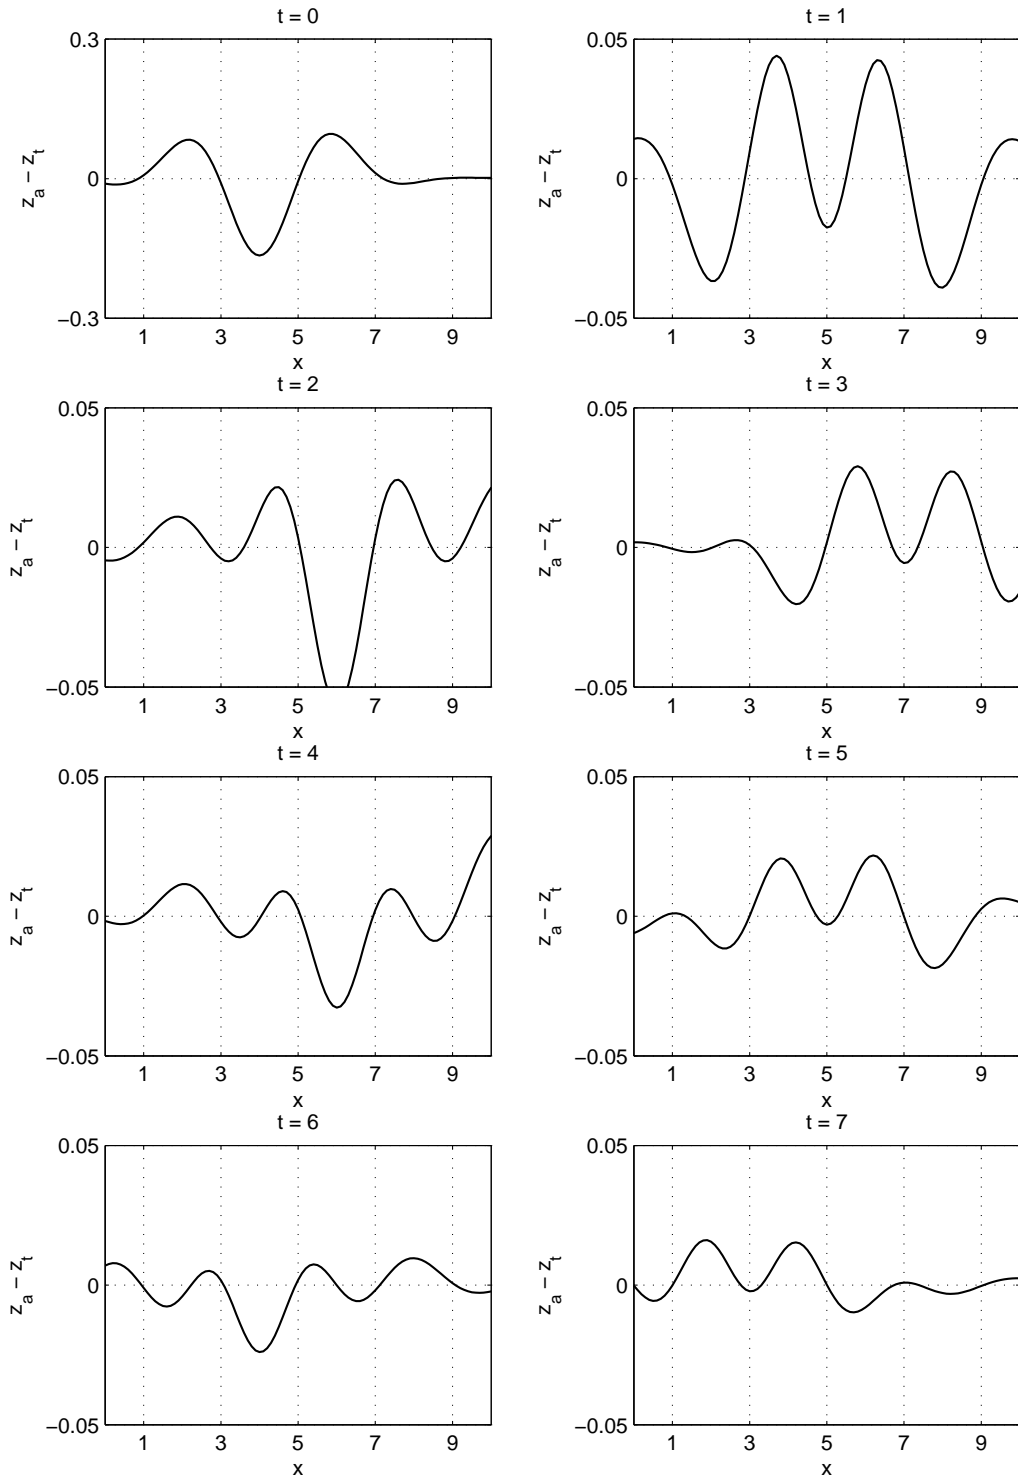 t = 0
0.3
0
−0.3
z_a − z_t
1 3 5 7 9
x
t = 1
0.05
0
−0.05
z_a − z_t
1 3 5 7 9
x
t = 2
0.05
0
−0.05
z_a − z_t
1 3 5 7 9
x
t = 3
0.05
0
−0.05
z_a − z_t
1 3 5 7 9
x
t = 4
0.05
0
−0.05
z_a − z_t
1 3 5 7 9
x
t = 5
0.05
0
−0.05
z_a − z_t
1 3 5 7 9
x
t = 6
0.05
0
−0.05
z_a − z_t
1 3 5 7 9
x
t = 7
0.05
0
−0.05
z_a − z_t
1 3 5 7 9
x